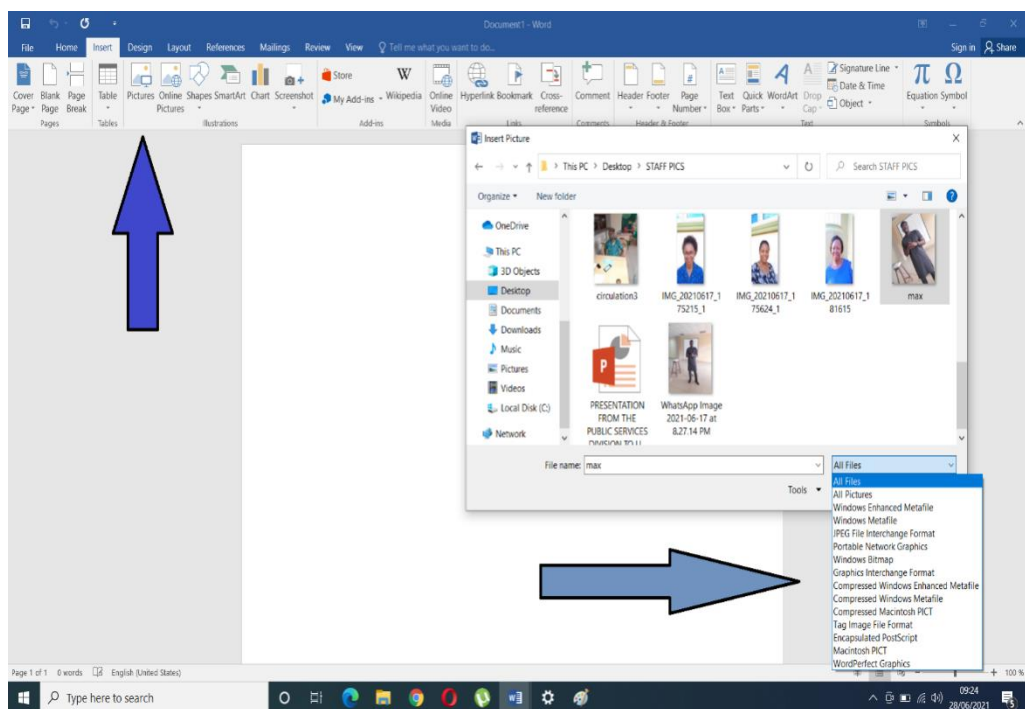 Document1 - Word
File Home Insert Design Layout References Mailings Review View Tell me what you want to do...
Sign in Share
Cover Page
Blank Page
Page Break
Table
Pictures
Online Pictures
Shapes
SmartArt
Chart
Screenshot
Store
My Add-ins
W
Wikipedia
Online Video
Hyperlink
Bookmark
Cross-reference
Comment
Header
Footer
Page Number
Text Box
Quick Parts
WordArt
Drop Cap
Signature Line
Date & Time
Object
π
Equation
Ω
Symbol
Pages Tables Illustrations Add-ins Media Links Comments Header & Footer Text Symbols
Insert Picture
This PC > Desktop > STAFF PICS
Search STAFF PICS
Organize
New folder
OneDrive
This PC
3D Objects
Desktop
Documents
Downloads
Music
Pictures
Videos
Local Disk (C:)
Network
circulation3
IMG_20210617_1
75215_1
IMG_20210617_1
75624_1
IMG_20210617_1
81615
max
P
PRESENTATION
FROM THE
PUBLIC SERVICES
DIVISION TO U
WhatsApp Image
2021-06-17 at
8.27.14 PM
File name: max
All Files
Tools
All Files
All Pictures
Windows Enhanced Metafile
Windows Metafile
JPEG File Interchange Format
Portable Network Graphics
Windows Bitmap
Graphics Interchange Format
Compressed Windows Enhanced Metafile
Compressed Windows Metafile
Compressed Macintosh PICT
Tag Image File Format
Encapsulated PostScript
Macintosh PICT
WordPerfect Graphics
Page 1 of 1 0 words English (United States)
100 %
Type here to search
09:24
28/06/2021